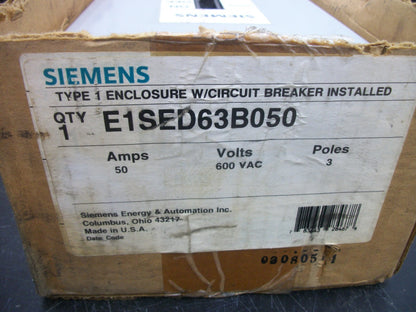 SIEMENS
SIEMENS
TYPE 1 ENCLOSURE W/CIRCUIT BREAKER INSTALLED
QTY
1
E1SED63B050
Amps
50
Volts
600 VAC
Poles
3
Siemens Energy & Automation Inc.
Columbus, Ohio 43217
Made in U.S.A.
Date Code